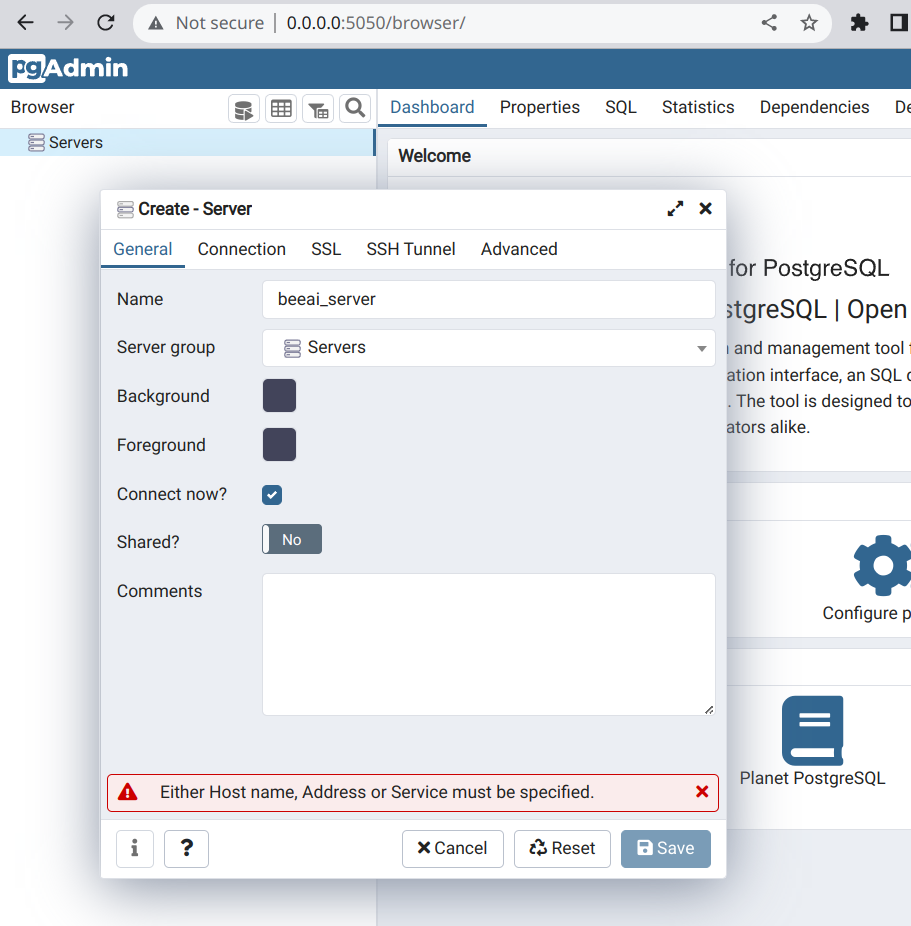 Not secure | 0.0.0.0:5050/browser/
pgAdmin
Browser
Dashboard Properties SQL Statistics Dependencies De
Servers
Welcome
Create - Server
General Connection SSL SSH Tunnel Advanced
for PostgreSQL
Name beeai_server
stgreSQL | Open
Server group Servers
and management tool f
ation interface, an SQL
Background
. The tool is designed to
ators alike.
Foreground
Connect now?
Shared? No
Comments
Configure p
Planet PostgreSQL
Either Host name, Address or Service must be specified.
i ? Cancel Reset Save